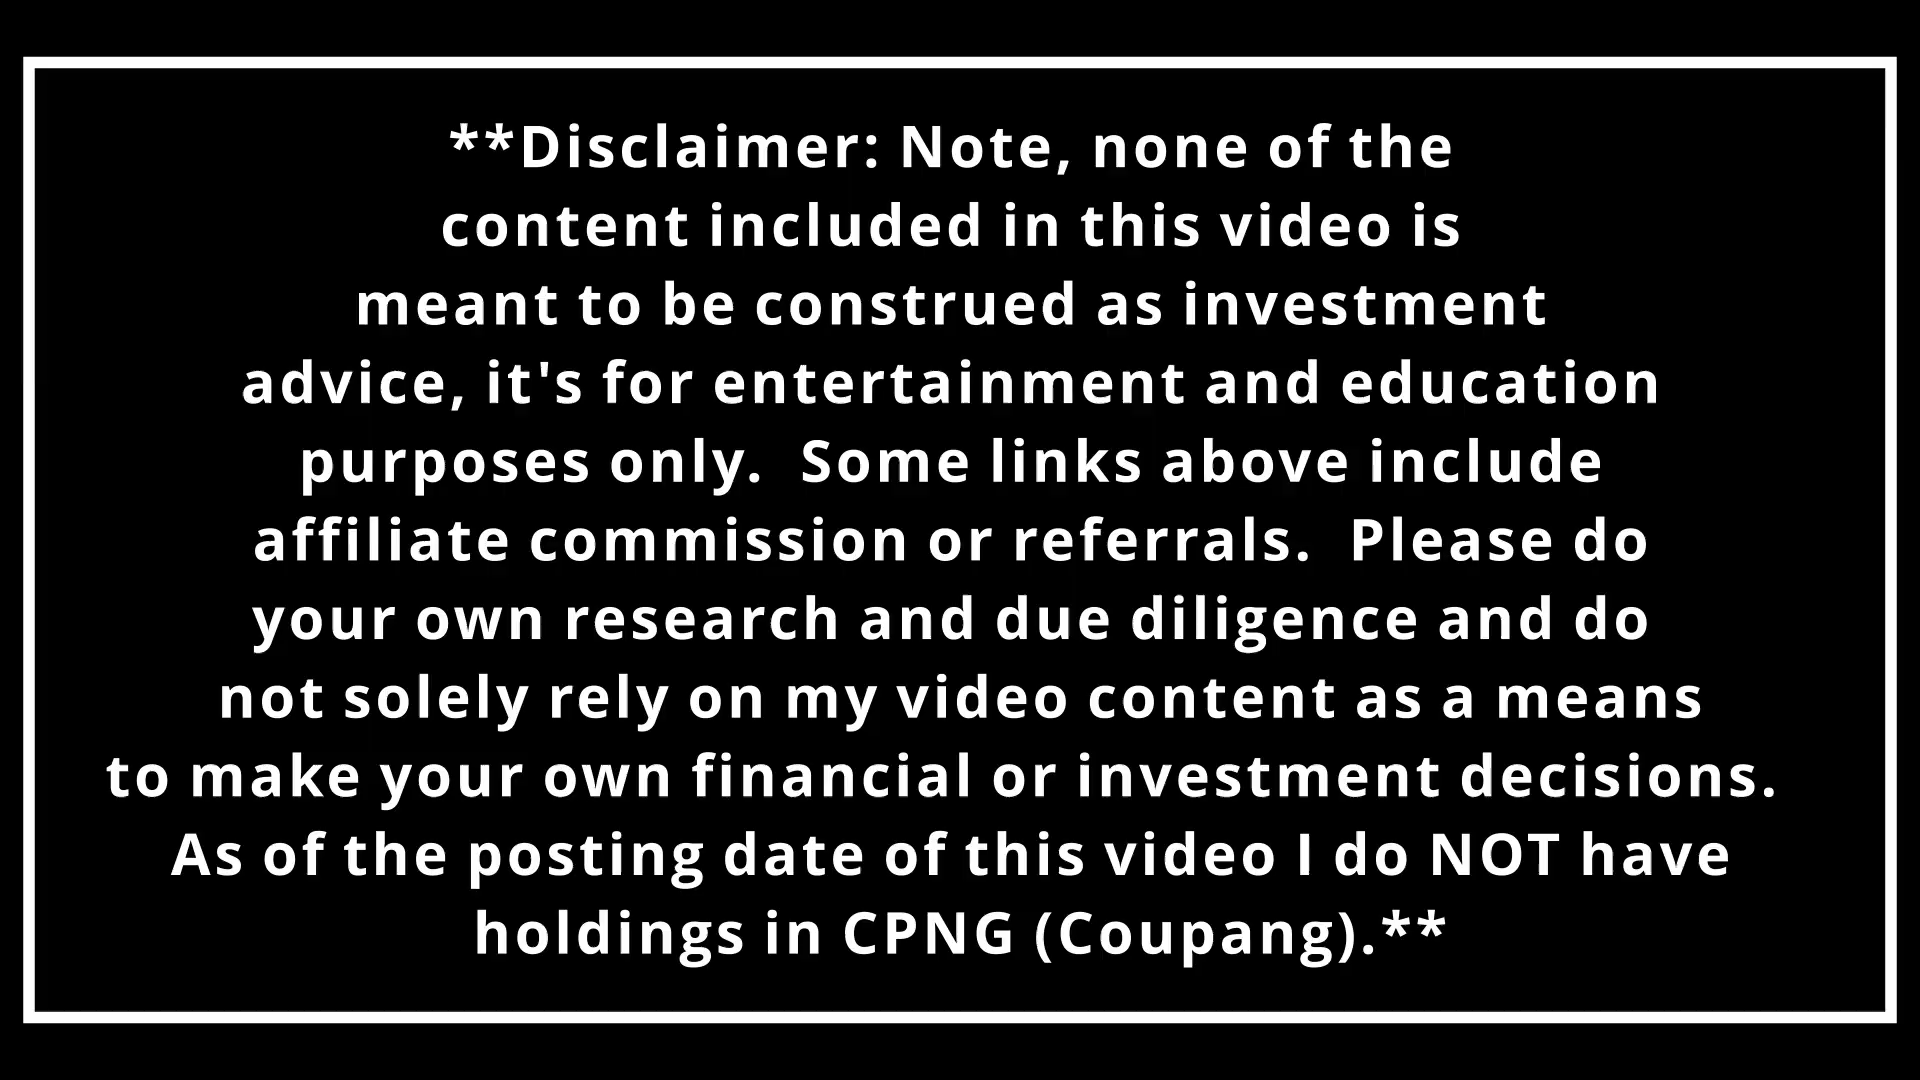 **Disclaimer: Note, none of the
content included in this video is
meant to be construed as investment
advice, it's for entertainment and education
purposes only.  Some links above include
affiliate commission or referrals.  Please do
your own research and due diligence and do
not solely rely on my video content as a means
to make your own financial or investment decisions.
As of the posting date of this video I do NOT have
holdings in CPNG (Coupang).**